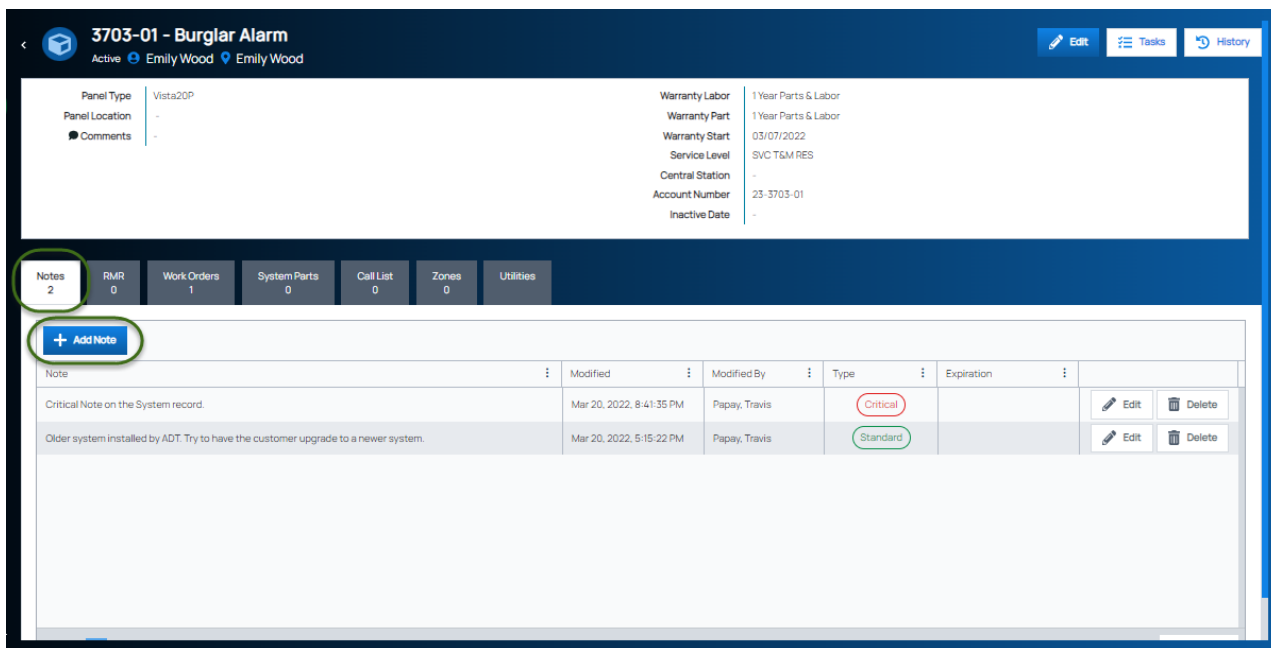 3703-01 - Burglar Alarm
Active Emily Wood Emily Wood
Edit Tasks History
Panel Type Vista20P
Panel Location -
Comments -
Warranty Labor 1 Year Parts & Labor
Warranty Part 1 Year Parts & Labor
Warranty Start 03/07/2022
Service Level SVC T&M RES
Central Station -
Account Number 23-3703-01
Inactive Date -
Notes RMR Work Orders System Parts Call List Zones Utilities
2 0 1 0 0 0
+ Add Note
Note Modified Modified By Type Expiration
Critical Note on the System record. Mar 20, 2022, 8:41:35 PM Papay, Travis Critical Edit Delete
Older system installed by ADT. Try to have the customer upgrade to a newer system. Mar 20, 2022, 5:15:22 PM Papay, Travis Standard Edit Delete